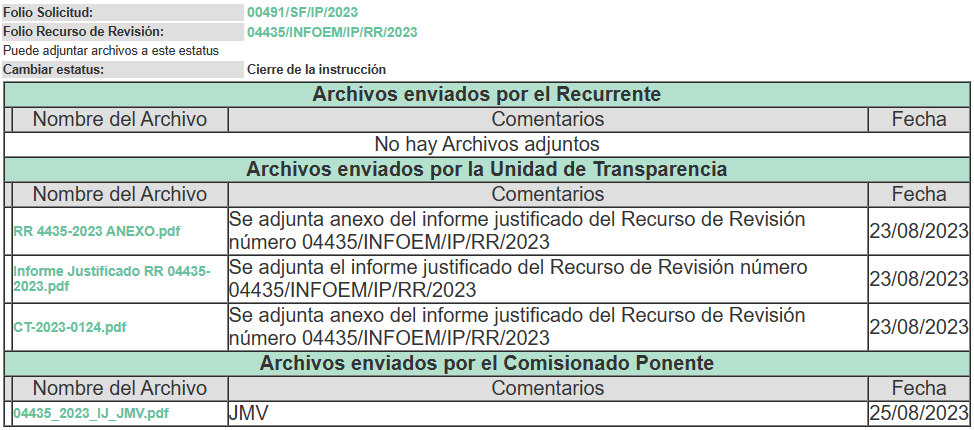 Folio Solicitud: 00491/SF/IP/2023
Folio Recurso de Revisión: 04435/INFOEM/IP/RR/2023
Puede adjuntar archivos a este estatus
Cambiar estatus: Cierre de la instrucción
Archivos enviados por el Recurrente
Nombre del Archivo Comentarios Fecha
No hay Archivos adjuntos
Archivos enviados por la Unidad de Transparencia
Nombre del Archivo Comentarios Fecha
RR 4435-2023 ANEXO.pdf
Se adjunta anexo del informe justificado del Recurso de Revisión
número 04435/INFOEM/IP/RR/2023
23/08/2023
Informe Justificado RR 04435-
2023.pdf
Se adjunta el informe justificado del Recurso de Revisión número
04435/INFOEM/IP/RR/2023
23/08/2023
CT-2023-0124.pdf
Se adjunta anexo del informe justificado del Recurso de Revisión
número 04435/INFOEM/IP/RR/2023
23/08/2023
Archivos enviados por el Comisionado Ponente
Nombre del Archivo Comentarios Fecha
04435_2023_IJ_JMV.pdf JMV 25/08/2023